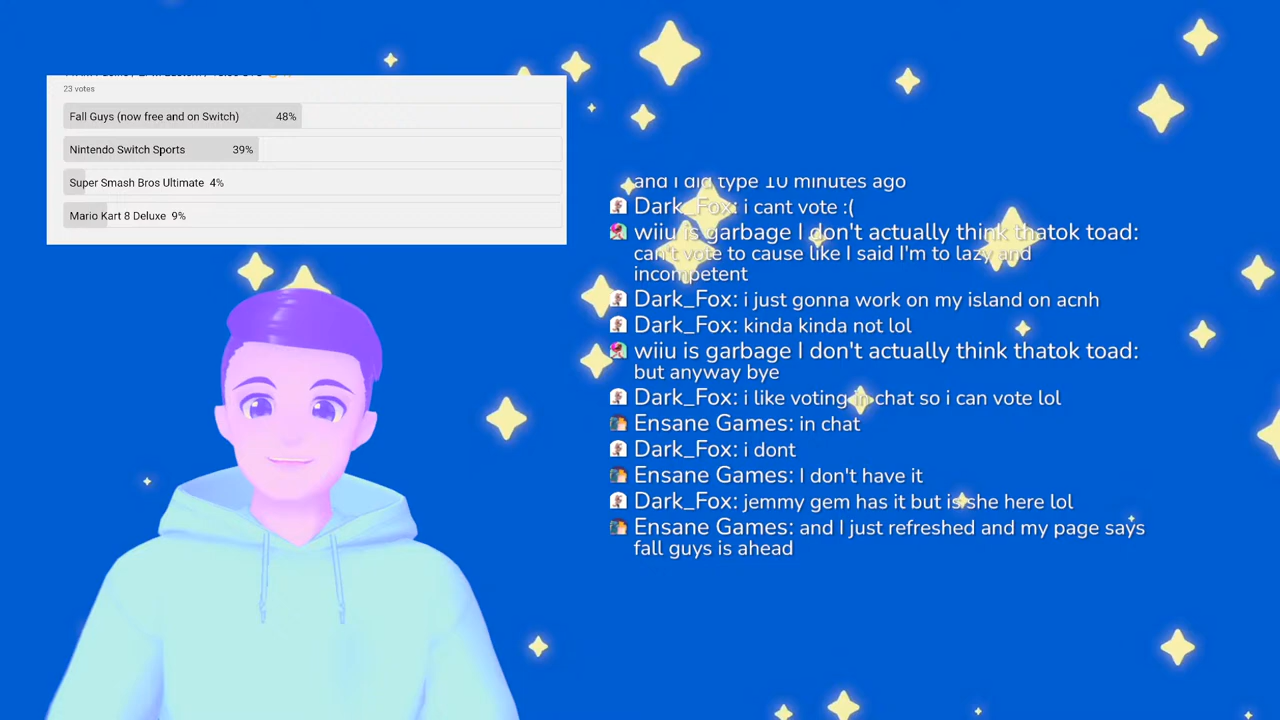 23 votes
Fall Guys (now free and on Switch) 48%
Nintendo Switch Sports 39%
Super Smash Bros Ultimate 4%
Mario Kart 8 Deluxe 9%
and I did type 10 minutes ago
Dark_Fox: i cant vote :(
wiiu is garbage I don't actually think thatok toad:
can't vote to cause like I said I'm to lazy and
incompetent
Dark_Fox: i just gonna work on my island on acnh
Dark_Fox: kinda kinda not lol
wiiu is garbage I don't actually think thatok toad:
but anyway bye
Dark_Fox: i like voting in chat so i can vote lol
Ensane Games: in chat
Dark_Fox: i dont
Ensane Games: I don't have it
Dark_Fox: jemmy gem has it but is she here lol
Ensane Games: and I just refreshed and my page says
fall guys is ahead